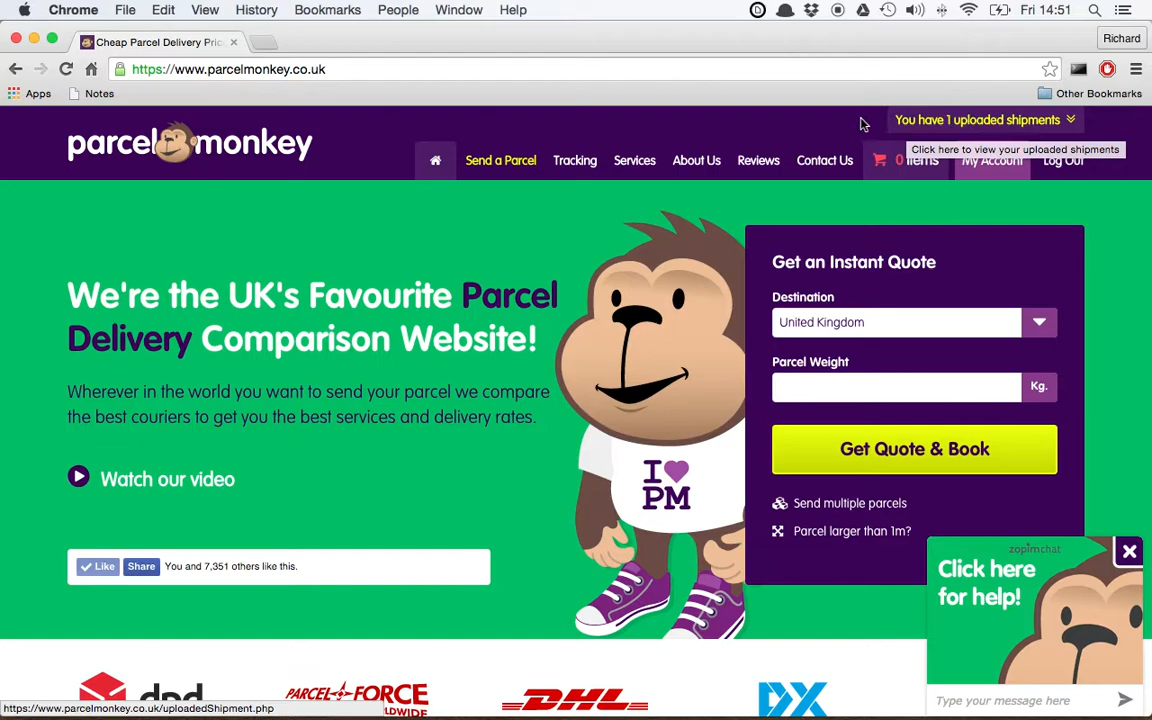 Chrome File Edit View History Bookmarks People Window Help Fri 14:51
Cheap Parcel Delivery Pric
Richard
https://www.parcelmonkey.co.uk
Apps Notes Other Bookmarks
You have 1 uploaded shipments
parcel monkey
Click here to view your uploaded shipments
Send a Parcel Tracking Services About Us Reviews Contact Us 0 items My Account Log Out
We're the UK's Favourite Parcel
Delivery Comparison Website!
Wherever in the world you want to send your parcel we compare
the best couriers to get you the best services and delivery rates.
Watch our video
Like Share You and 7,351 others like this.
I PM
Get an Instant Quote
Destination
United Kingdom
Parcel Weight
Kg.
Get Quote & Book
Send multiple parcels
Parcel larger than 1m?
zopim chat
Click here
for help!
Type your message here
dpd
PARCEL FORCE
WORLDWIDE
DHL
DX
https://www.parcelmonkey.co.uk/uploadedShipment.php